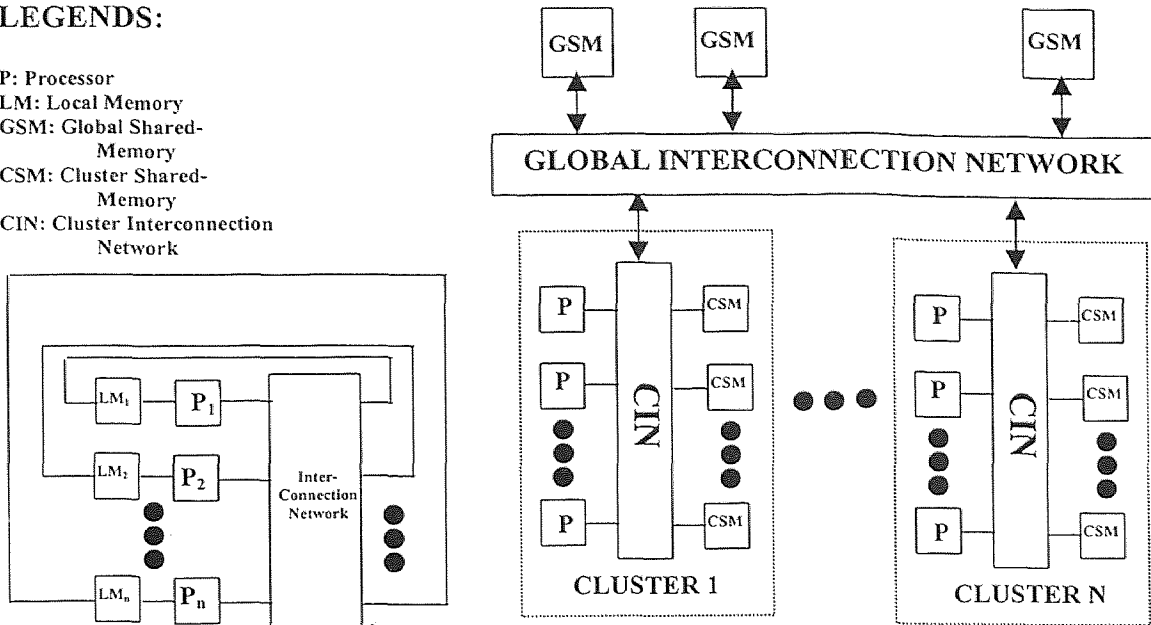 LEGENDS:
P: Processor
LM: Local Memory
GSM: Global Shared-
Memory
CSM: Cluster Shared-
Memory
CIN: Cluster Interconnection
Network
LM₁ P₁
LM₂ P₂
Inter-
Connection
Network
LMₙ Pₙ
GSM GSM GSM
GLOBAL INTERCONNECTION NETWORK
P CSM
P CSM
CIN
P CSM
CLUSTER 1
P CSM
P CSM
CIN
P CSM
CLUSTER N